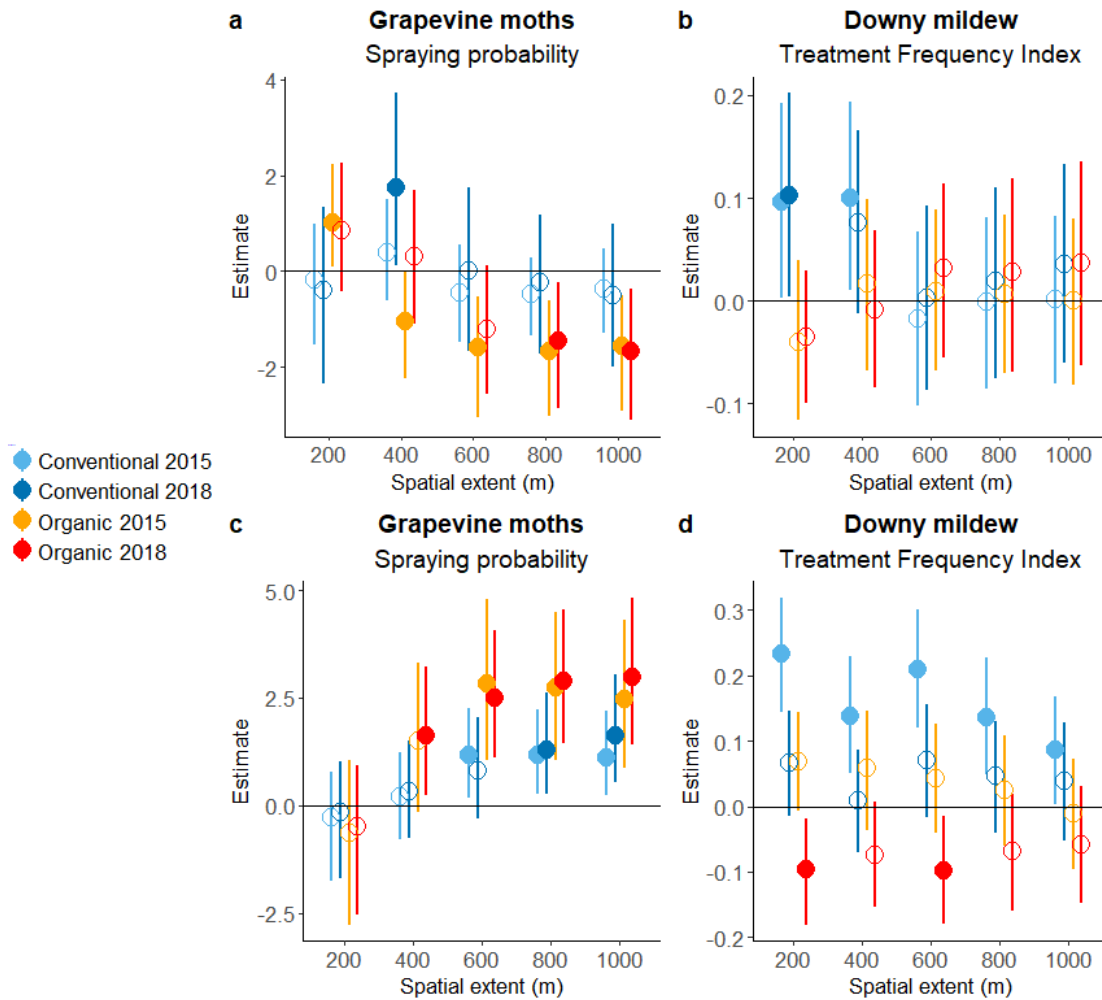 a
Grapevine moths
Spraying probability
4
2
0
-2
Estimate
200 400 600 800 1000
Spatial extent (m)
b
Downy mildew
Treatment Frequency Index
0.2
0.1
0.0
-0.1
Estimate
200 400 600 800 1000
Spatial extent (m)
Conventional 2015
Conventional 2018
Organic 2015
Organic 2018
c
Grapevine moths
Spraying probability
5.0
2.5
0.0
-2.5
Estimate
200 400 600 800 1000
Spatial extent (m)
d
Downy mildew
Treatment Frequency Index
0.3
0.2
0.1
0.0
-0.1
-0.2
Estimate
200 400 600 800 1000
Spatial extent (m)